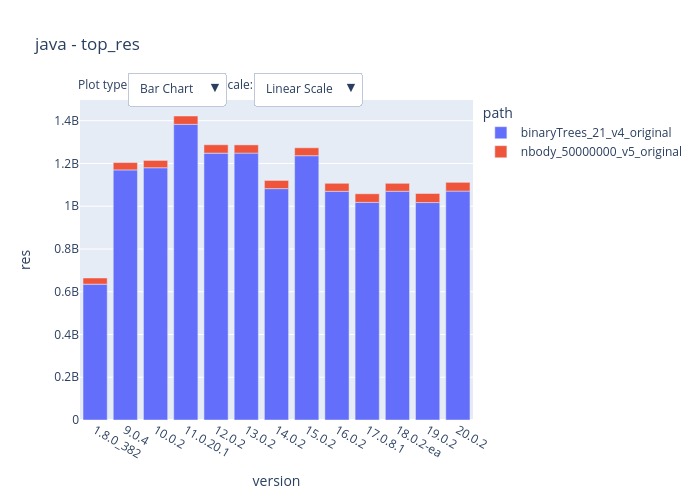 java - top_res
Plot type
Bar Chart ▼
cale:
Linear Scale ▼
path
binaryTrees_21_v4_original
nbody_50000000_v5_original
1.4B
1.2B
1B
0.8B
0.6B
0.4B
0.2B
0
res
1.8.0_382
9.0.4
10.0.2
11.0.20.1
12.0.2
13.0.2
14.0.2
15.0.2
16.0.2
17.0.8.1
18.0.2-ea
19.0.2
20.0.2
version